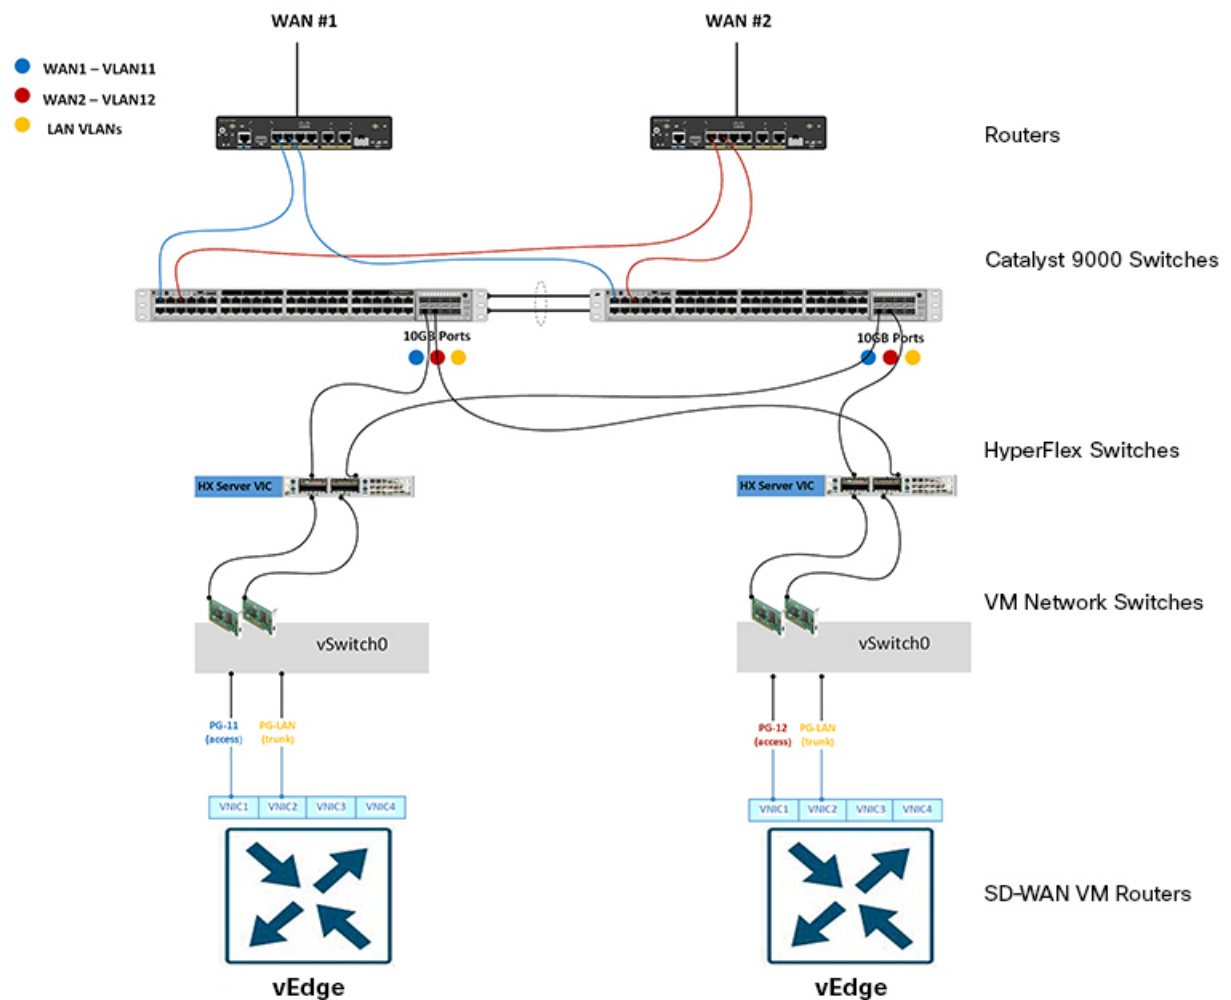 WAN #1
WAN #2
WAN1 – VLAN11
WAN2 – VLAN12
LAN VLANs
Routers
Catalyst 9000 Switches
10GB Ports
10GB Ports
HyperFlex Switches
HX Server VIC
HX Server VIC
VM Network Switches
vSwitch0
vSwitch0
PG-11
(access)
PG-LAN
(trunk)
PG-12
(access)
PG-LAN
(trunk)
VNIC1
VNIC2
VNIC3
VNIC4
VNIC1
VNIC2
VNIC3
VNIC4
SD-WAN VM Routers
vEdge
vEdge